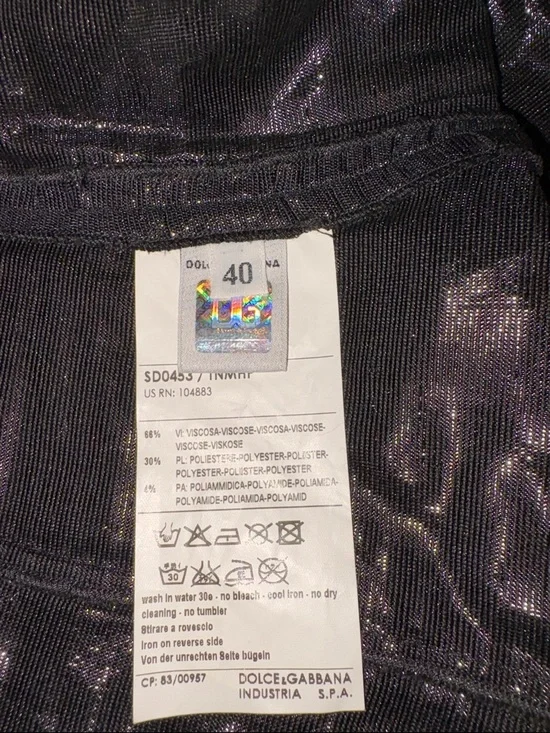 40
DG
SD0453 /
US RN: 104883
66% VI: VISCOSA-VISCOSE-VISCOSA-VISCOSE-
VISCOSE-VISKOSE
30% PL: POLIESTERE-POLYESTER-POLIESTER-
POLYESTER-POLIESTER-POLYESTER
4% PA: POLIAMMIDICA-POLYAMIDE-POLIAMIDA-
POLYAMIDE-POLIAMIDA-POLYAMID
30
wash in water 30e - no bleach - cool iron - no dry
cleaning - no tumbler
Stirare a rovescio
Iron on reverse side
Von der unrechten Seite bügeln
CP: 83/00957
DOLCE&GABBANA
INDUSTRIA S.P.A.